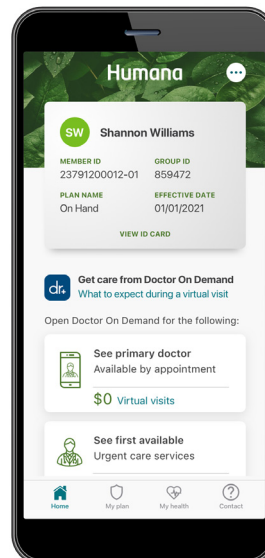 Humana
SW Shannon Williams
MEMBER ID GROUP ID
23791200012-01 859472
PLAN NAME EFFECTIVE DATE
On Hand 01/01/2021
VIEW ID CARD
dr+ Get care from Doctor On Demand
What to expect during a virtual visit
Open Doctor On Demand for the following:
See primary doctor
Available by appointment
$0 Virtual visits
See first available
Urgent care services
Home My plan My health Contact